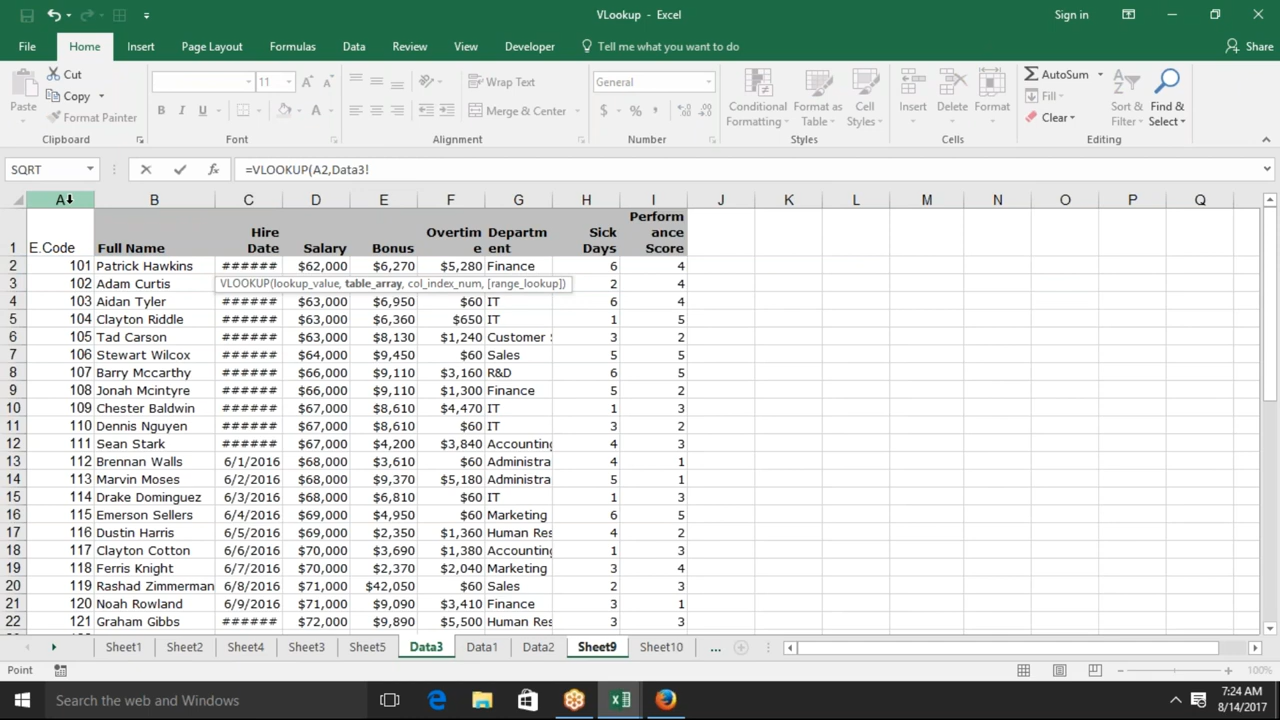 VLookup - Excel
Sign in
File Home Insert Page Layout Formulas Data Review View Developer Tell me what you want to do Share
Paste
Cut
Copy
Format Painter
11
B I U
Wrap Text
Merge & Center
General
$ % ,
Conditional Formatting
Format as Table
Cell Styles
Insert
Delete
Format
AutoSum
Fill
Clear
Sort & Filter
Find & Select
Clipboard Font Alignment Number Styles Cells Editing
SQRT =VLOOKUP(A2,Data3!
A B C D E F G H I J K L M N O P Q
1 E.Code Full Name Hire Date Salary Bonus Overtim e Departm ent Sick Days Perform ance Score
2 101 Patrick Hawkins ###### $62,000 $6,270 $5,280 Finance 6 4
3 102 Adam Curtis 2 4
VLOOKUP(lookup_value, table_array, col_index_num, [range_lookup])
4 103 Aidan Tyler ###### $63,000 $6,950 $60 IT 6 4
5 104 Clayton Riddle ###### $63,000 $6,360 $650 IT 1 5
6 105 Tad Carson ###### $63,000 $8,130 $1,240 Customer 3 2
7 106 Stewart Wilcox ###### $64,000 $9,450 $60 Sales 5 5
8 107 Barry Mccarthy ###### $66,000 $9,110 $3,160 R&D 6 5
9 108 Jonah Mcintyre ###### $66,000 $9,110 $1,300 Finance 5 2
10 109 Chester Baldwin ###### $67,000 $8,610 $4,470 IT 1 3
11 110 Dennis Nguyen ###### $67,000 $8,610 $60 IT 3 2
12 111 Sean Stark ###### $67,000 $4,200 $3,840 Accounting 4 3
13 112 Brennan Walls 6/1/2016 $68,000 $3,610 $60 Administra 4 1
14 113 Marvin Moses 6/2/2016 $68,000 $9,370 $5,180 Administra 5 1
15 114 Drake Dominguez 6/3/2016 $68,000 $6,810 $60 IT 1 3
16 115 Emerson Sellers 6/4/2016 $69,000 $4,950 $60 Marketing 6 5
17 116 Dustin Harris 6/5/2016 $69,000 $2,350 $1,360 Human Res 4 2
18 117 Clayton Cotton 6/6/2016 $70,000 $3,690 $1,380 Accounting 1 3
19 118 Ferris Knight 6/7/2016 $70,000 $2,370 $2,040 Marketing 3 4
20 119 Rashad Zimmerman 6/8/2016 $71,000 $42,050 $60 Sales 2 3
21 120 Noah Rowland 6/9/2016 $71,000 $9,090 $3,410 Finance 3 1
22 121 Graham Gibbs ###### $72,000 $9,890 $5,500 Human Res 3 3
Sheet1 Sheet2 Sheet4 Sheet3 Sheet5 Data3 Data1 Data2 Sheet9 Sheet10 ...
Point 100%
Search the web and Windows
7:24 AM
8/14/2017